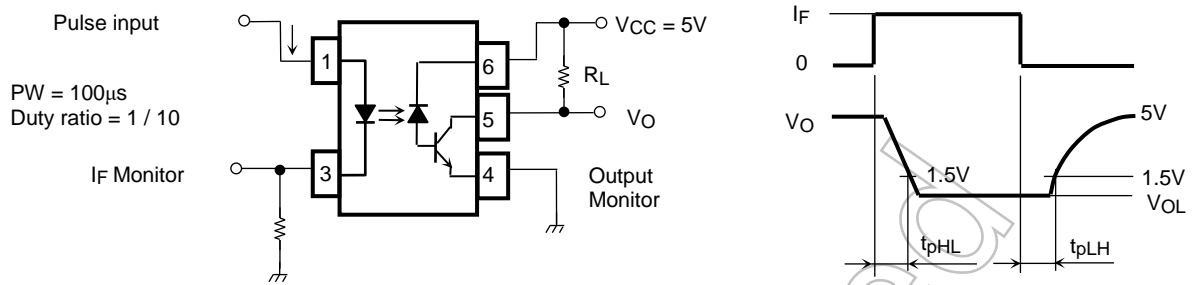 Pulse input
PW = 100μs
Duty ratio = 1 / 10
IF Monitor
1
3
6
5
4
VCC = 5V
RL
VO
Output
Monitor
IF
0
VO
5V
1.5V
1.5V
VOL
tpHL
tpLH